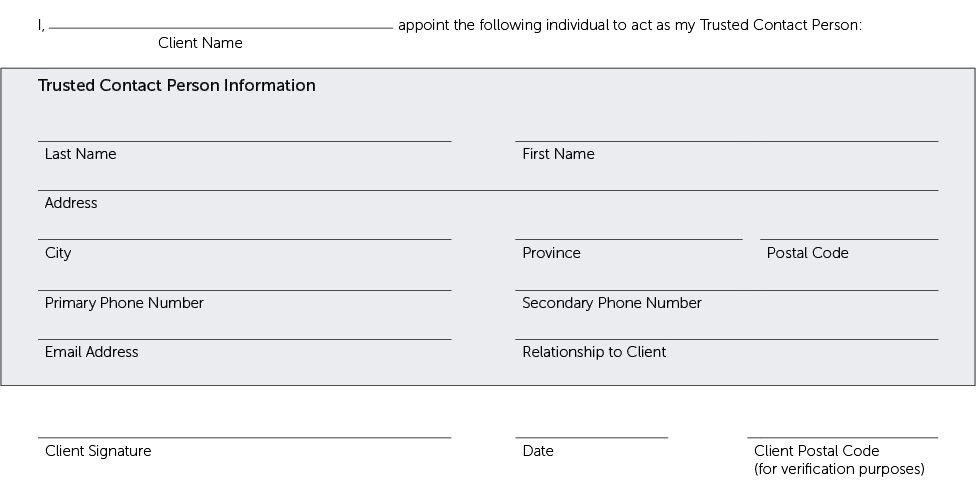 I, appoint the following individual to act as my Trusted Contact Person:
Client Name
Trusted Contact Person Information
Last Name First Name
Address
City Province Postal Code
Primary Phone Number Secondary Phone Number
Email Address Relationship to Client
Client Signature Date Client Postal Code
(for verification purposes)